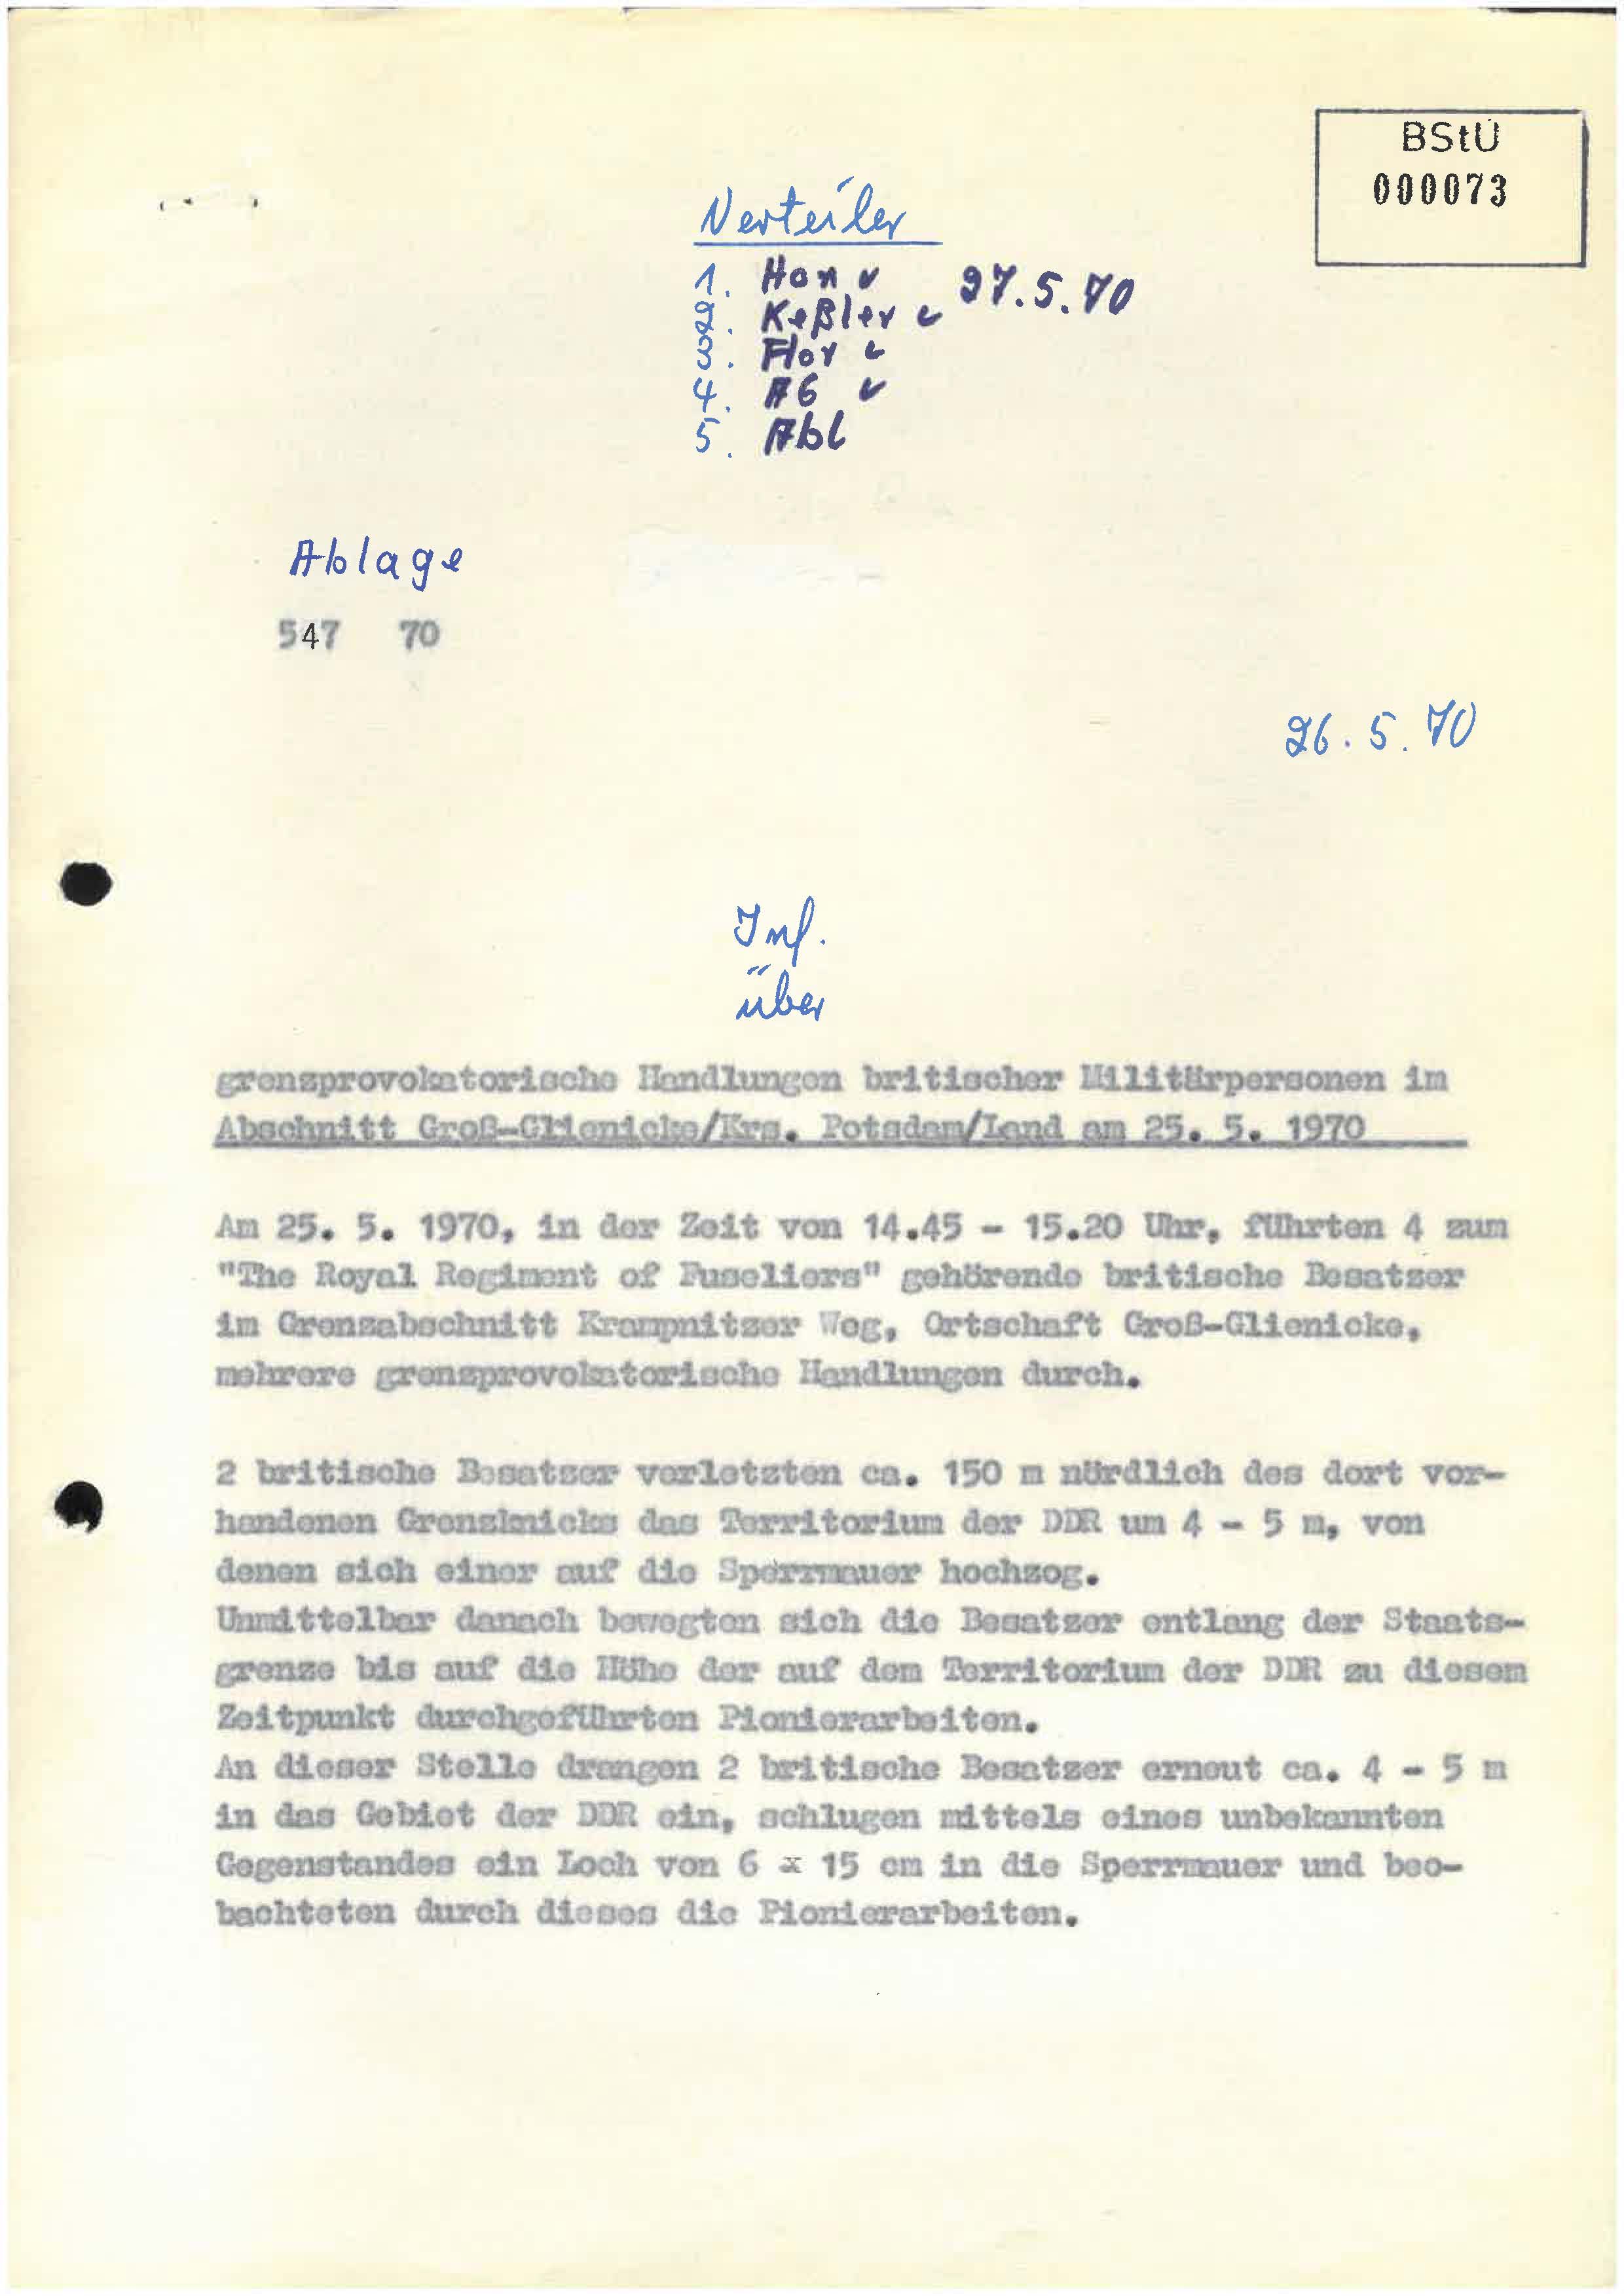 BStU
000073
Verteiler
1. Hon ✓ 27.5.70
2. Keßler ✓
3. Flor ✓
4. A6 ✓
5. Abl
Ablage
547 70
26.5.70
Inf.
über
grenzprovokatorische Handlungen britischer Militärpersonen im
Abschnitt Groß-Glienicke/Krs. Potsdam/Land am 25. 5. 1970
Am 25. 5. 1970, in der Zeit von 14.45 - 15.20 Uhr, führten 4 zum
"The Royal Regiment of Fuseliers" gehörende britische Besatzer
im Grenzabschnitt Krampnitzer Weg, Ortschaft Groß-Glienicke,
mehrere grenzprovokatorische Handlungen durch.
2 britische Besatzer verletzten ca. 150 m nördlich des dort vor-
handenen Grenzknicks das Territorium der DDR um 4 - 5 m, von
denen sich einer auf die Sperrmauer hochzog.
Unmittelbar danach bewegten sich die Besatzer entlang der Staats-
grenze bis auf die Höhe der auf dem Territorium der DDR zu diesem
Zeitpunkt durchgeführten Pionierarbeiten.
An dieser Stelle drangen 2 britische Besatzer erneut ca. 4 - 5 m
in das Gebiet der DDR ein, schlugen mittels eines unbekannten
Gegenstandes ein Loch von 6 x 15 cm in die Sperrmauer und beo-
bachteten durch dieses die Pionierarbeiten.